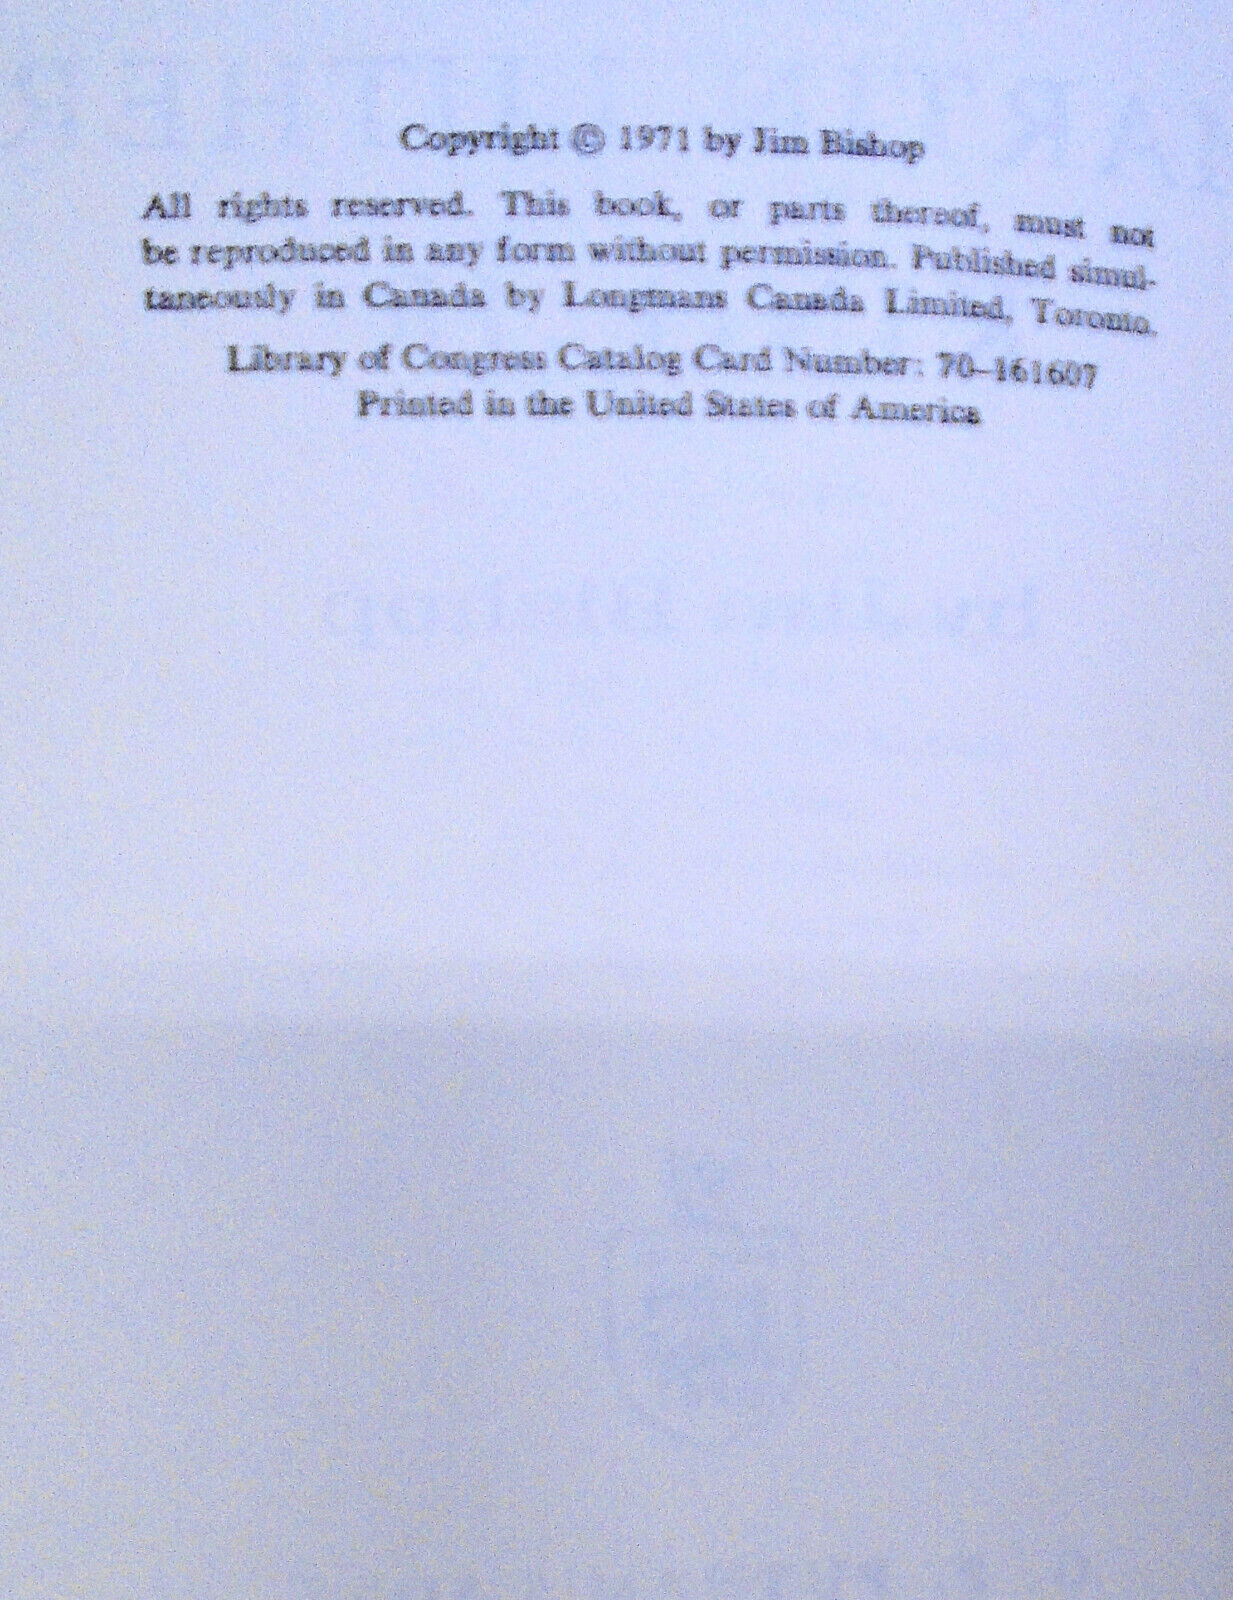 Copyright © 1971 by Jim Bishop
All rights reserved. This book, or parts thereof, must not
be reproduced in any form without permission. Published simul-
taneously in Canada by Longmans Canada Limited, Toronto.
Library of Congress Catalog Card Number: 70–161607
Printed in the United States of America